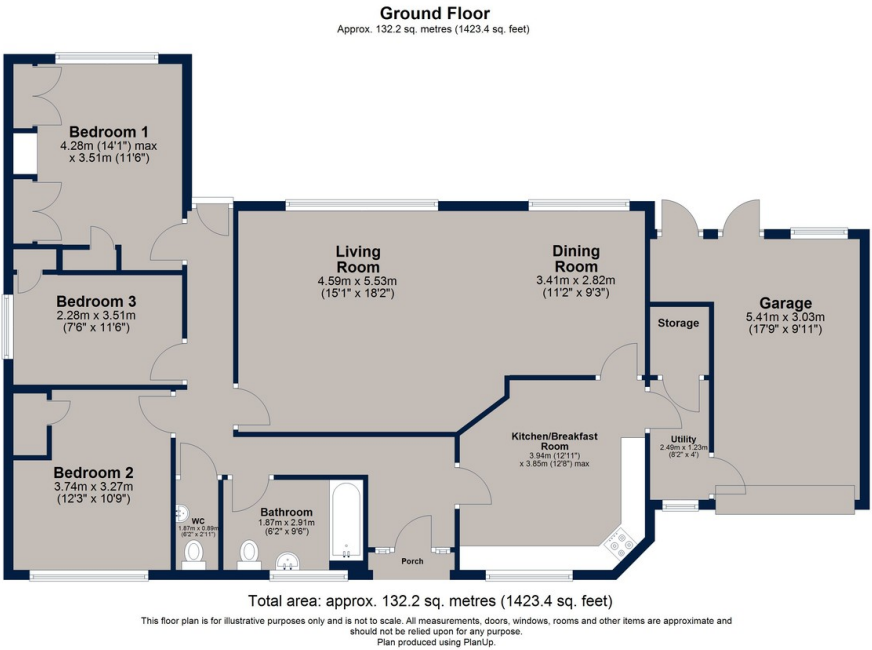 Ground Floor
Approx. 132.2 sq. metres (1423.4 sq. feet)
Bedroom 1
4.28m (14'1") max
x 3.51m (11'6")
Living
Room
4.59m x 5.53m
(15'1" x 18'2")
Dining
Room
3.41m x 2.82m
(11'2" x 9'3")
Bedroom 3
2.28m x 3.51m
(7'6" x 11'6")
Garage
5.41m x 3.03m
(17'9" x 9'11")
Storage
Kitchen/Breakfast
Room
3.94m (12'11")
x 3.85m (12'8") max
Utility
2.49m x 1.23m
(8'2" x 4')
Bedroom 2
3.74m x 3.27m
(12'3" x 10'9")
WC
1.87m x 0.89m
(6'2" x 2'11")
Bathroom
1.87m x 2.91m
(6'2" x 9'6")
Porch
Total area: approx. 132.2 sq. metres (1423.4 sq. feet)
This floor plan is for illustrative purposes only and is not to scale. All measurements, doors, windows, rooms and other items are approximate and
should not be relied upon for any purpose.
Plan produced using PlanUp.